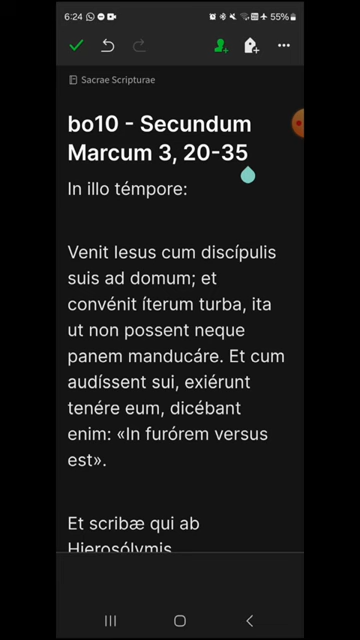 6:24 55%
Sacrae Scripturae
bo10 - Secundum
Marcum 3, 20-35
In illo témpore:
Venit Iesus cum discípulis
suis ad domum; et
convénit íterum turba, ita
ut non possent neque
panem manducáre. Et cum
audíssent sui, exiérunt
tenére eum, dicébant
enim: «In furórem versus
est».
Et scribæ qui ab
Hierosólymis